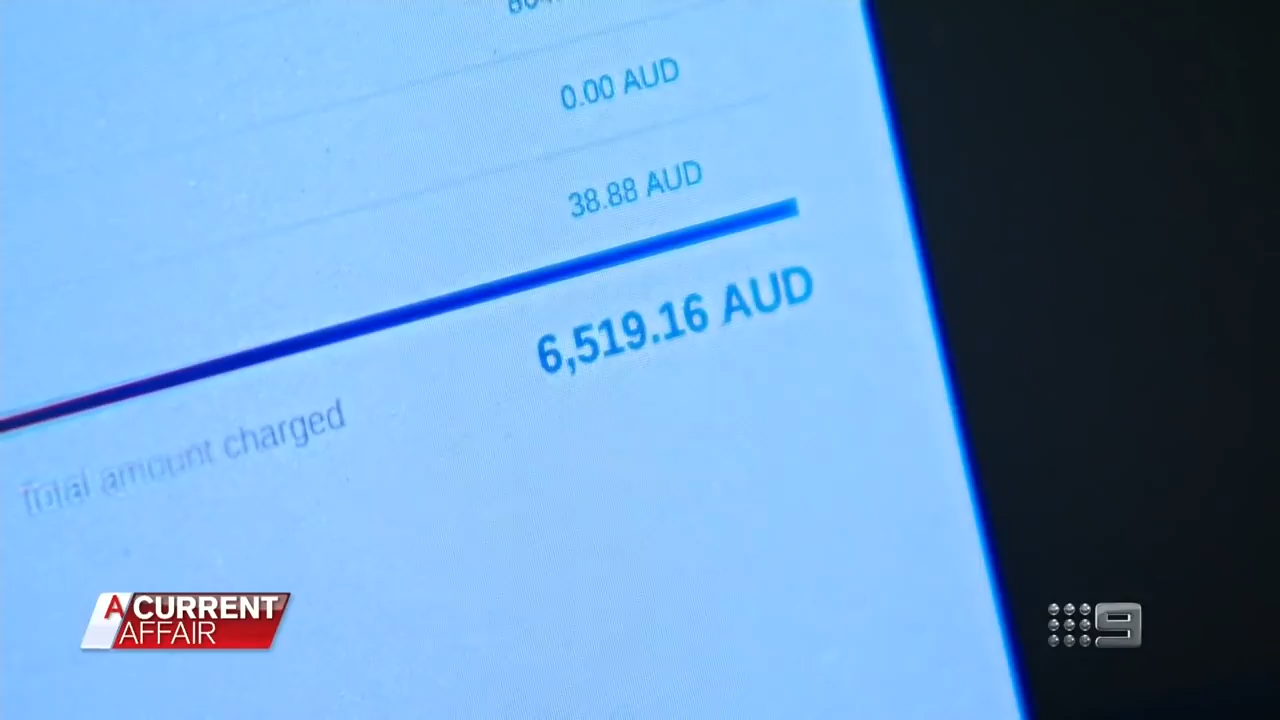 0.00 AUD
38.88 AUD
6,519.16 AUD
Total amount charged
A CURRENT
AFFAIR
9